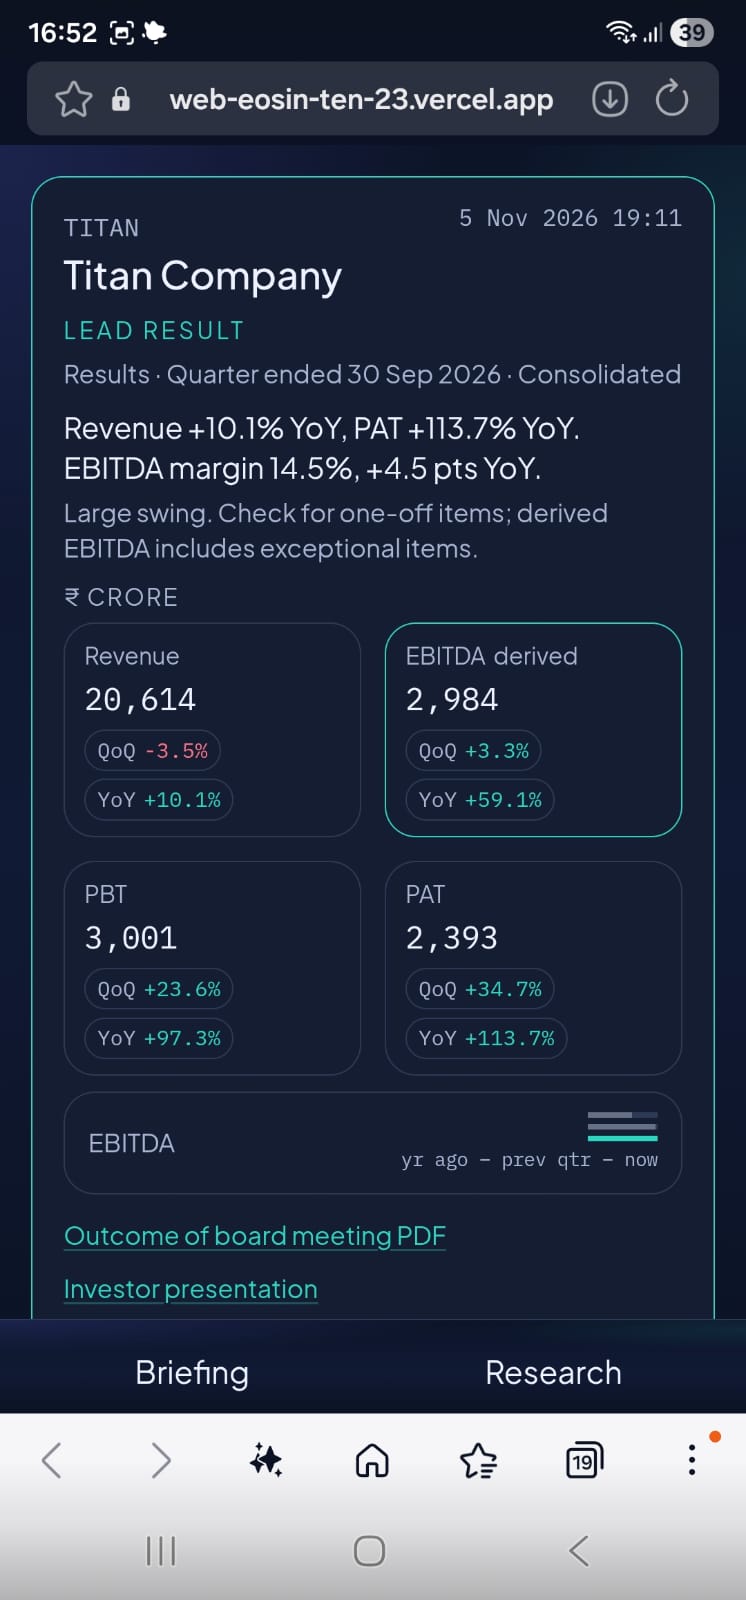 16:52
39
web-eosin-ten-23.vercel.app
TITAN
5 Nov 2026 19:11
Titan Company
LEAD RESULT
Results · Quarter ended 30 Sep 2026 · Consolidated
Revenue +10.1% YoY, PAT +113.7% YoY.
EBITDA margin 14.5%, +4.5 pts YoY.
Large swing. Check for one-off items; derived
EBITDA includes exceptional items.
₹ CRORE
Revenue
20,614
QoQ -3.5%
YoY +10.1%
EBITDA derived
2,984
QoQ +3.3%
YoY +59.1%
PBT
3,001
QoQ +23.6%
YoY +97.3%
PAT
2,393
QoQ +34.7%
YoY +113.7%
EBITDA
yr ago – prev qtr – now
Outcome of board meeting PDF
Investor presentation
Briefing
Research
19